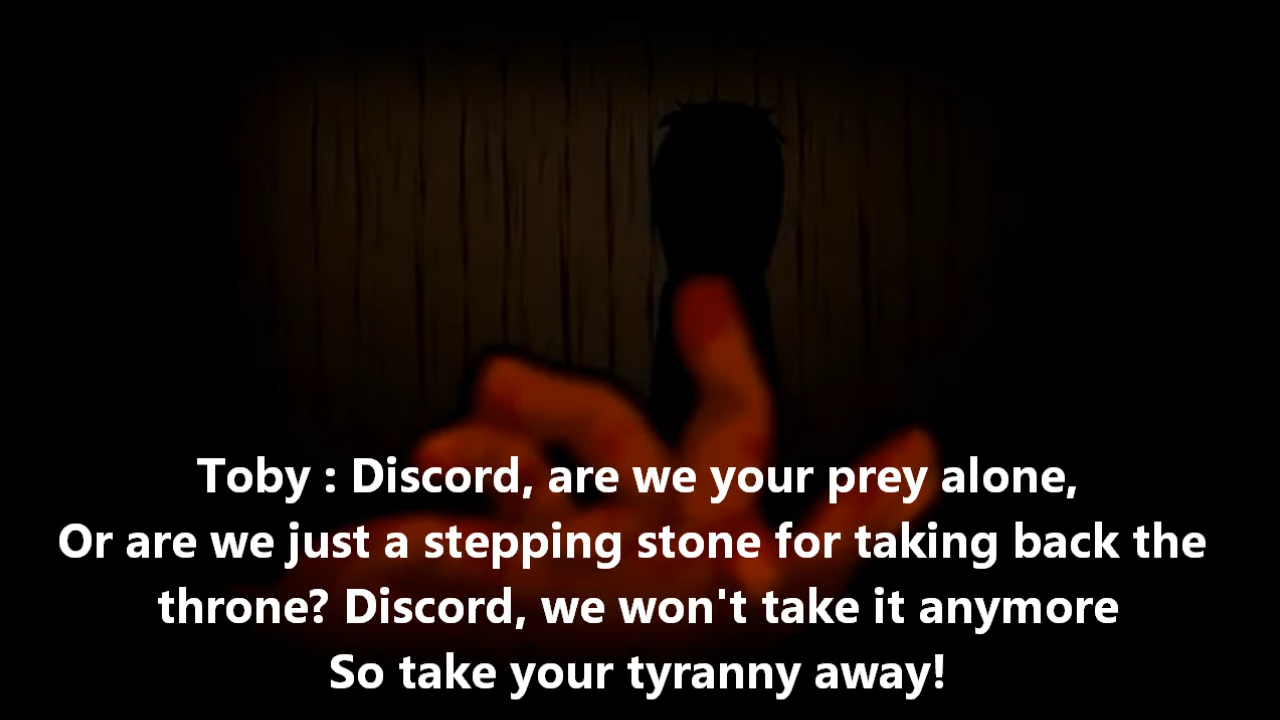 Toby : Discord, are we your prey alone,
Or are we just a stepping stone for taking back the
throne? Discord, we won't take it anymore
So take your tyranny away!